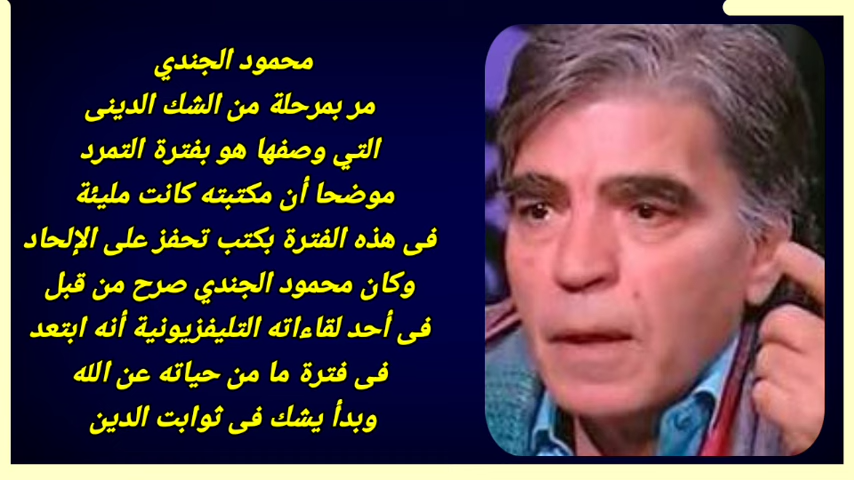 محمود الجندي
مر بمرحلة من الشك الدينى
التي وصفها هو بفترة التمرد
موضحا أن مكتبته كانت مليئة
فى هذه الفترة بكتب تحفز على الإلحاد
وكان محمود الجندي صرح من قبل
فى أحد لقاءاته التليفزيونية أنه ابتعد
فى فترة ما من حياته عن الله
وبدأ يشك فى ثوابت الدين